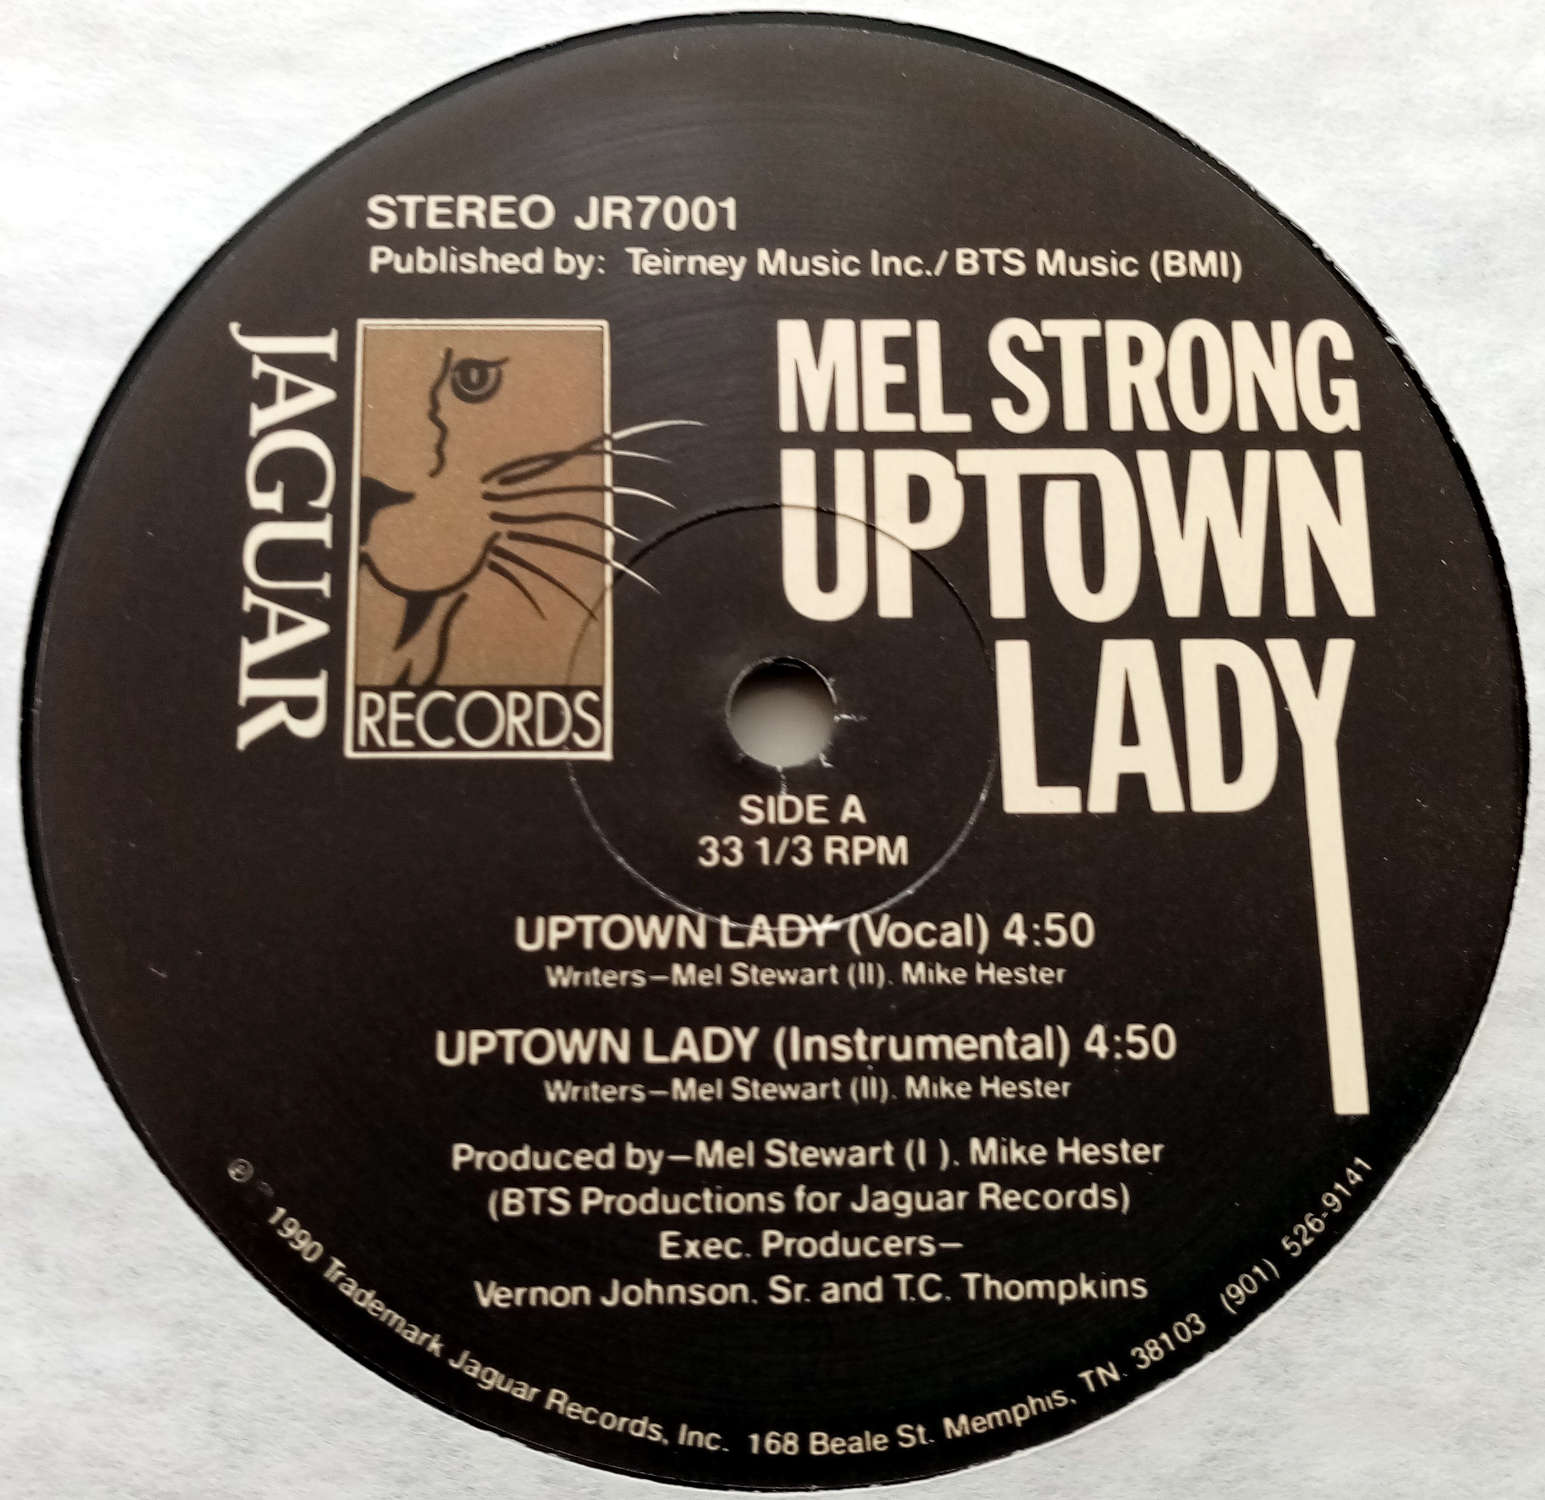 STEREO JR7001
Published by: Teirney Music Inc./ BTS Music (BMI)
JAGUAR
RECORDS
MEL STRONG
UPTOWN
LADY
SIDE A
33 1/3 RPM
UPTOWN LADY (Vocal) 4:50
Writers–Mel Stewart (II). Mike Hester
UPTOWN LADY (Instrumental) 4:50
Writers–Mel Stewart (II). Mike Hester
Produced by–Mel Stewart (I ). Mike Hester
(BTS Productions for Jaguar Records)
Exec. Producers–
Vernon Johnson. Sr. and T.C. Thompkins
℗ 1990 Trademark Jaguar Records, Inc. 168 Beale St. Memphis, TN. 38103 (901) 526-9141